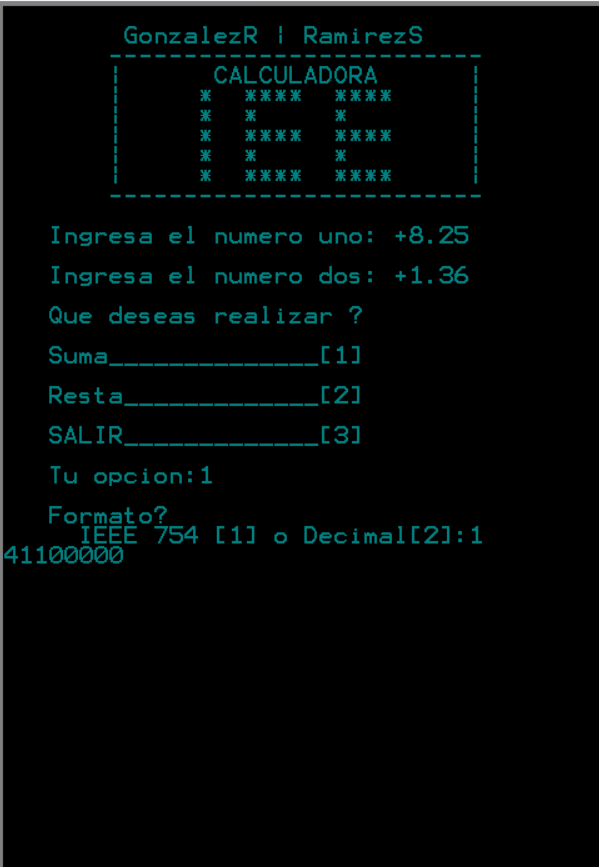 GonzalezR | RamirezS
CALCULADORA
IEE
Ingresa el numero uno: +8.25
Ingresa el numero dos: +1.36
Que deseas realizar ?
Suma______________[1]
Resta_____________[2]
SALIR_____________[3]
Tu opcion:1
Formato?
IEEE 754 [1] o Decimal[2]:1
41100000